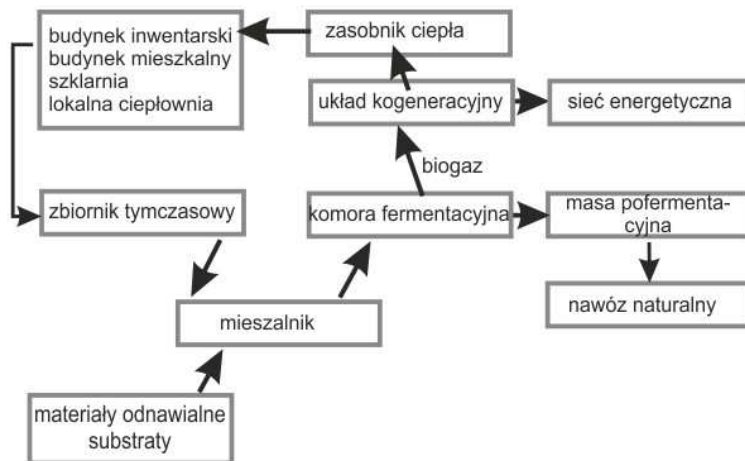 budynek inwentarski
budynek mieszkalny
szklarnia
lokalna ciepłownia
zasobnik ciepła
układ kogeneracyjny
sieć energetyczna
biogaz
zbiornik tymczasowy
komora fermentacyjna
masa pofermenta-
cyjna
mieszalnik
nawóz naturalny
materiały odnawialne
substraty